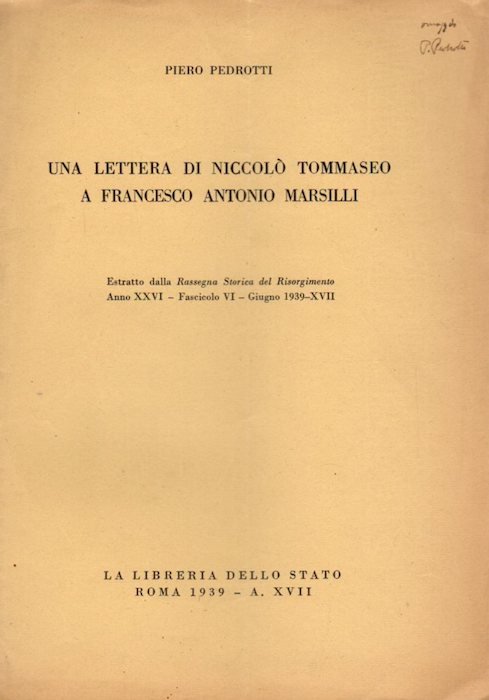 omaggio
P. Pedrotti
PIERO PEDROTTI
UNA LETTERA DI NICCOLÒ TOMMASEO
A FRANCESCO ANTONIO MARSILLI
Estratto dalla Rassegna Storica del Risorgimento
Anno XXVI – Fascicolo VI – Giugno 1939-XVII
LA LIBRERIA DELLO STATO
ROMA 1939 – A. XVII